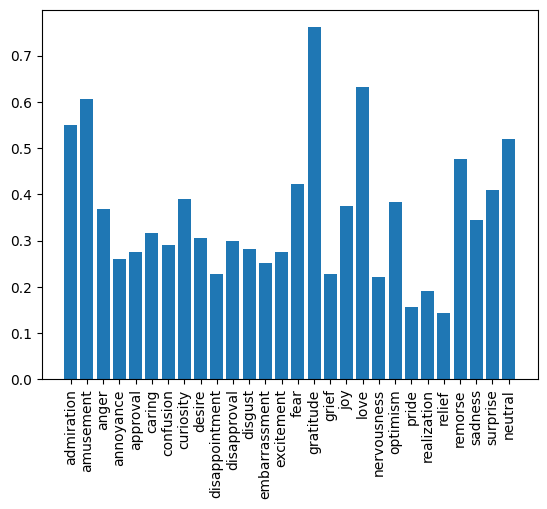 0.7
0.6
0.5
0.4
0.3
0.2
0.1
0.0
admiration
amusement
anger
annoyance
approval
caring
confusion
curiosity
desire
disappointment
disapproval
disgust
embarrassment
excitement
fear
gratitude
grief
joy
love
nervousness
optimism
pride
realization
relief
remorse
sadness
surprise
neutral